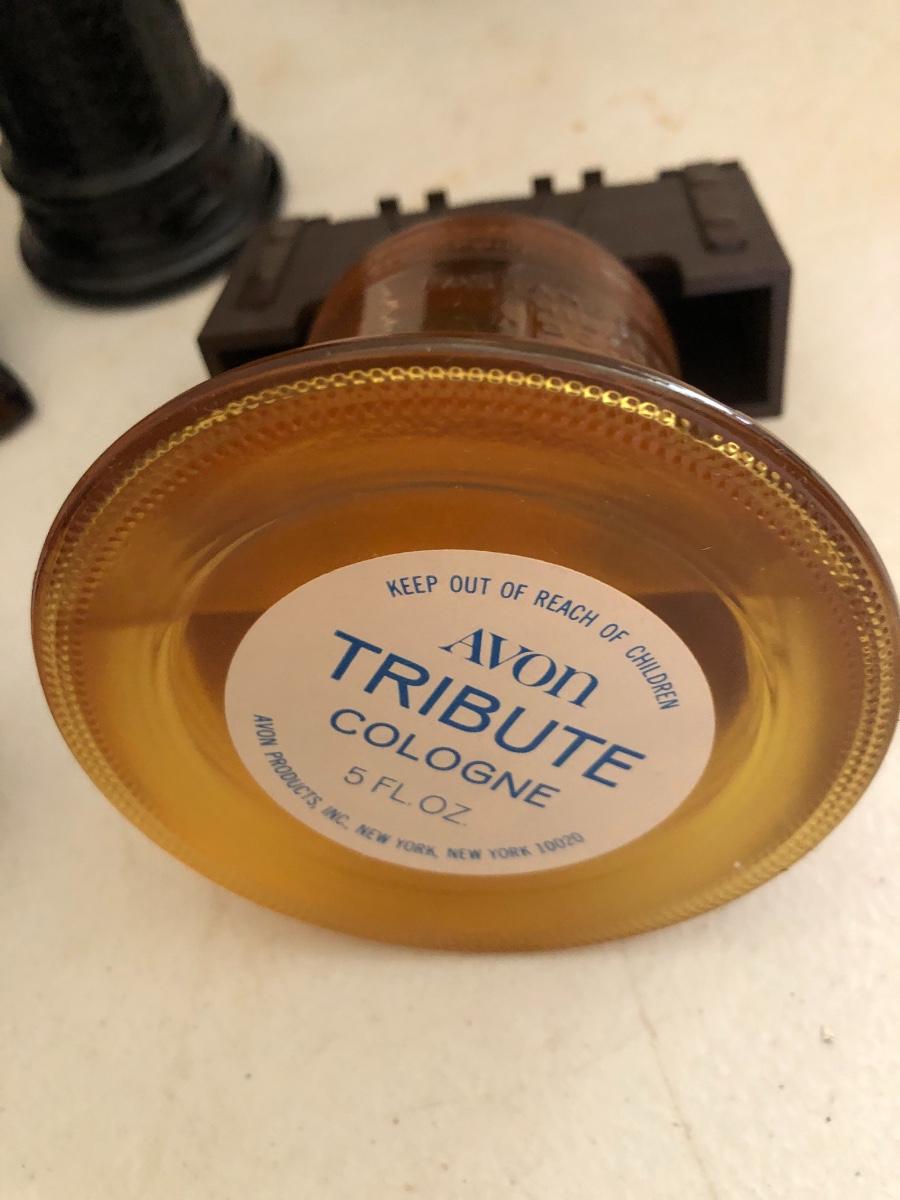 KEEP OUT OF REACH OF CHILDREN
AVON
TRIBUTE
COLOGNE
5 FL. OZ.
AVON PRODUCTS, INC., NEW YORK, NEW YORK 10020